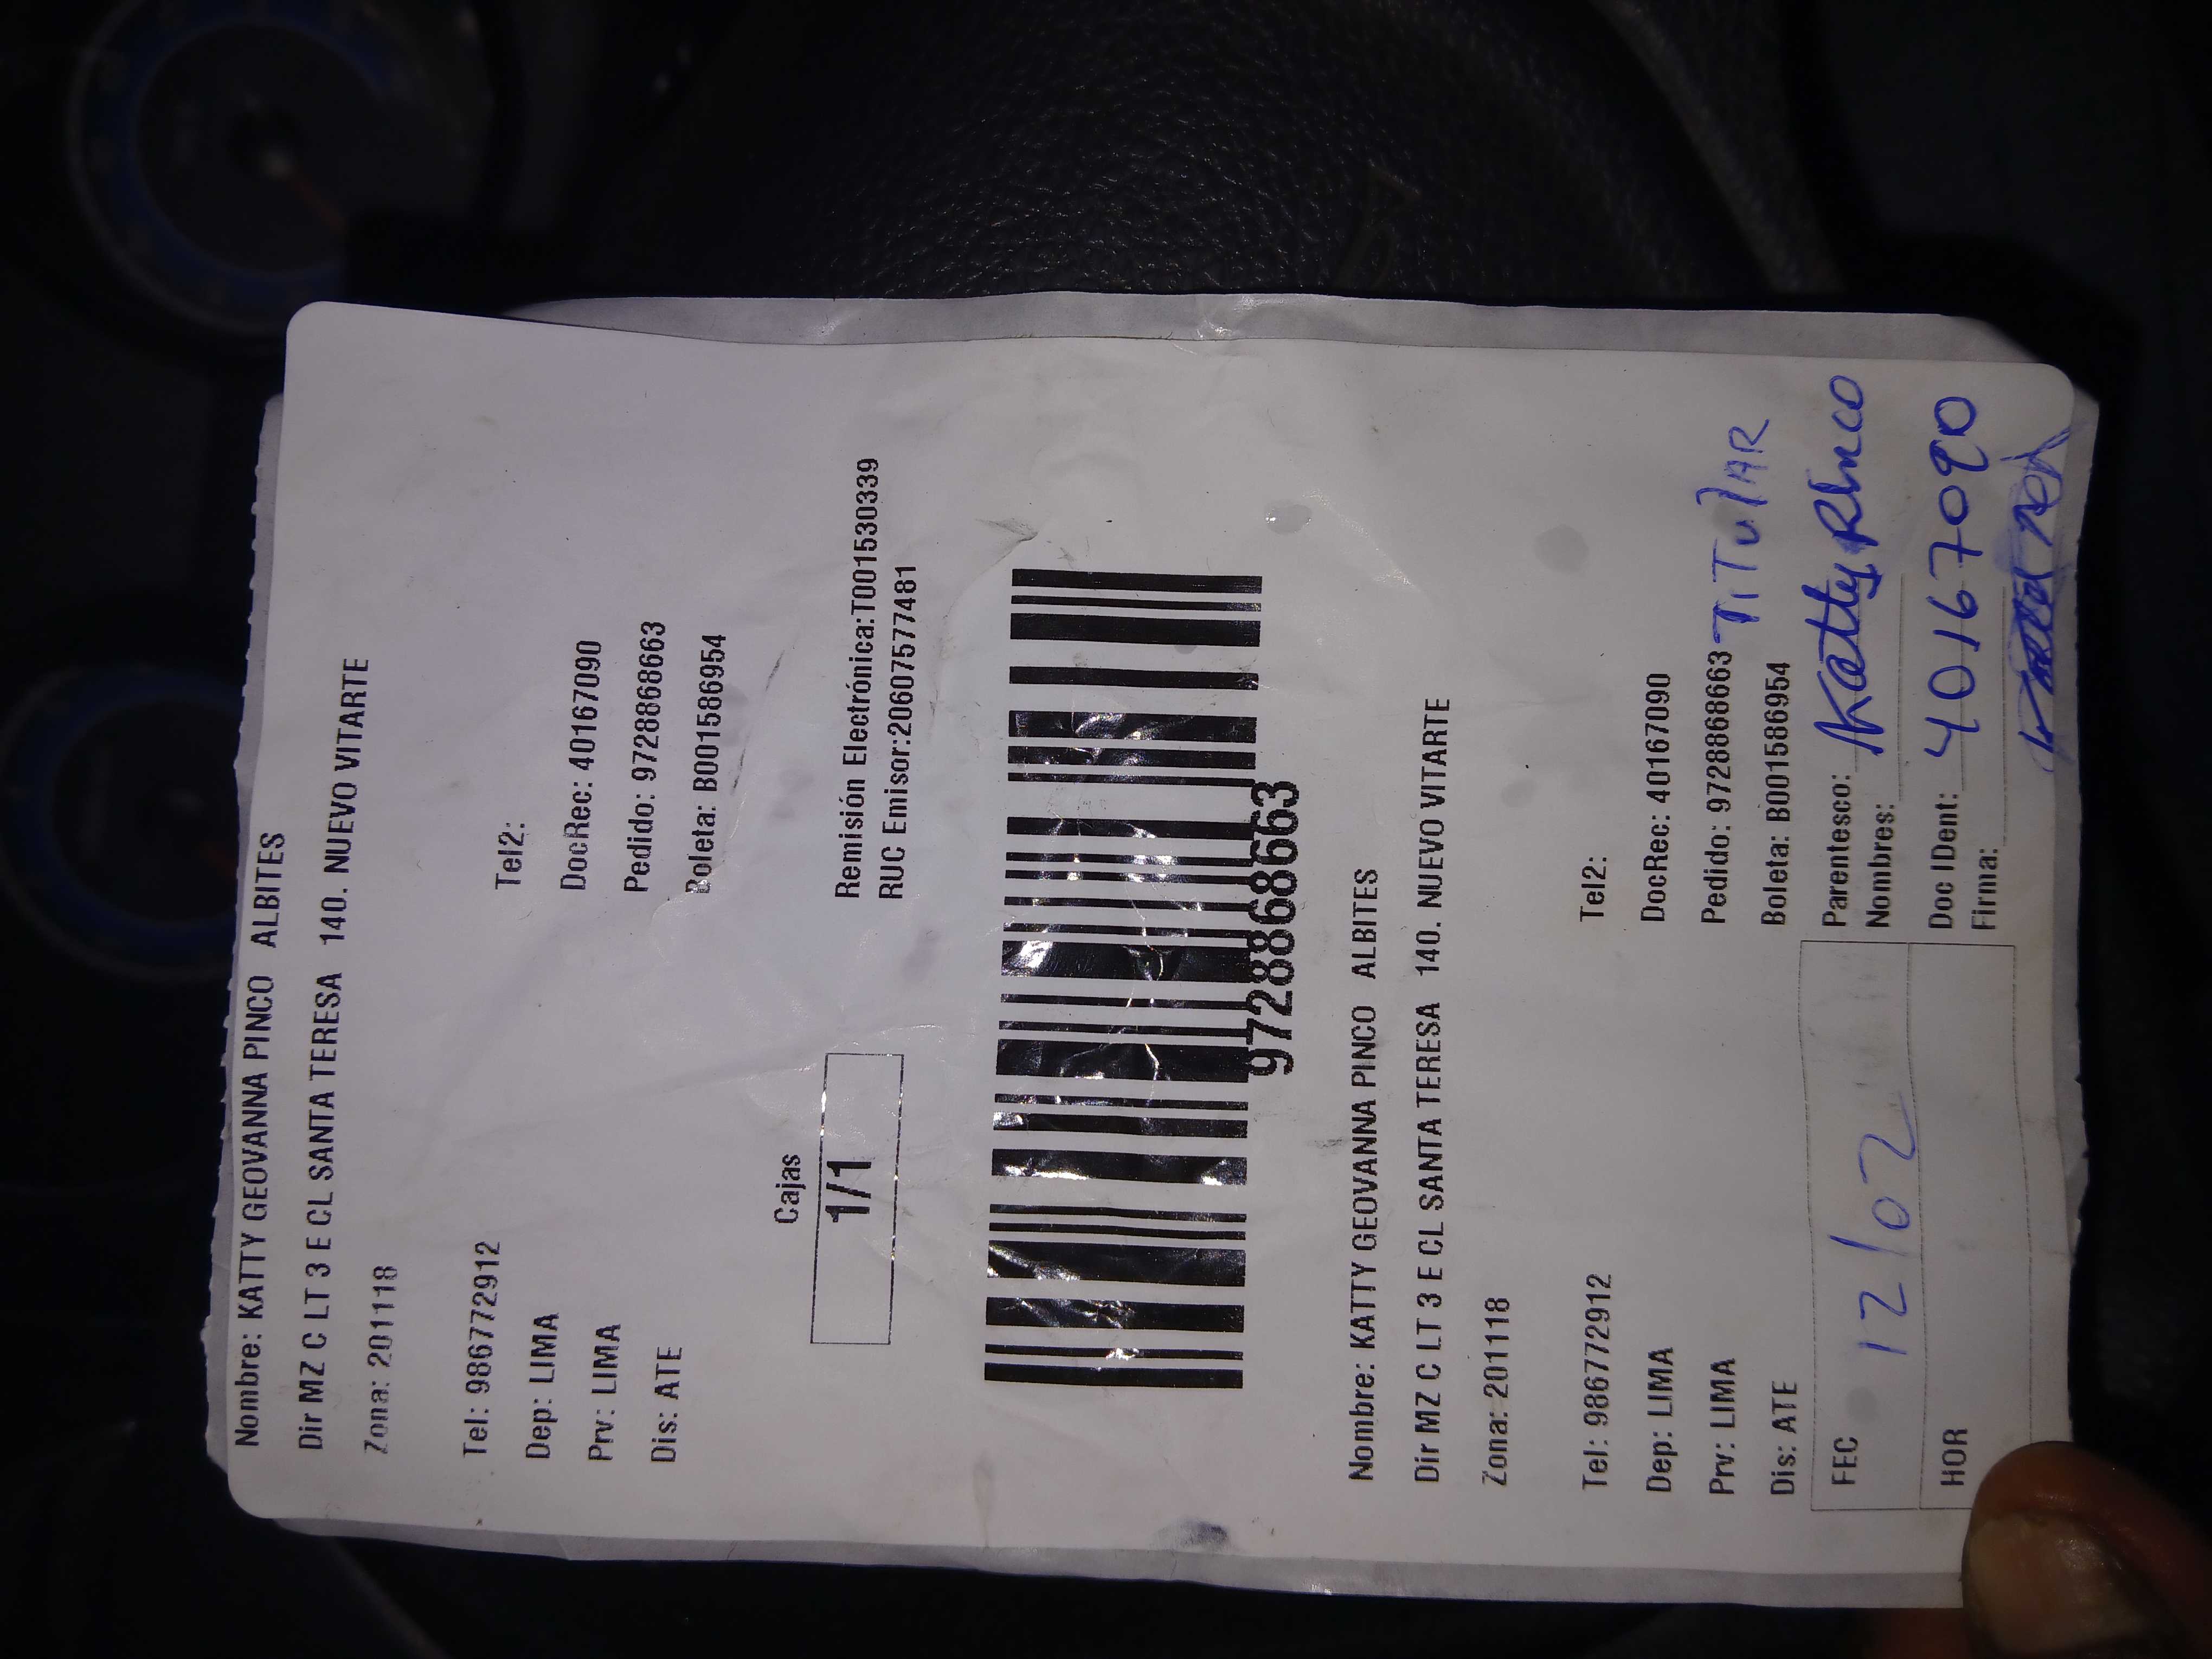 Nombre: KATTY GEOVANNA PINCO ALBITES
Dir MZ C LT 3 E CL SANTA TERESA 140. NUEVO VITARTE
Zona: 201118
Tel: 986772912 Tel2:
Dep: LIMA DocRec: 40167090
Prv: LIMA Pedido: 9728868663
Dis: ATE Boleta: B001586954
Cajas
1/1
Remisión Electrónica:T001530339
RUC Emisor:20607577481
9728868663
Nombre: KATTY GEOVANNA PINCO ALBITES
Dir MZ C LT 3 E CL SANTA TERESA 140. NUEVO VITARTE
Zona: 201118
Tel: 986772912 Tel2:
Dep: LIMA DocRec: 40167090
Prv: LIMA Pedido: 9728868663
Dis: ATE Boleta: B001586954
FEC 12/02
HOR
Parentesco: TiTulAR
Nombres: Katty Pinco
Doc IDent: 40167090
Firma: